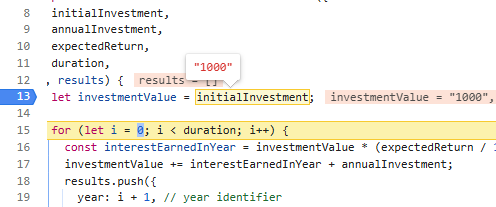 8 initialInvestment,
9 annualInvestment,
10 expectedReturn,
11 duration,
"1000"
12 , results) { results = []
13 let investmentValue = initialInvestment; investmentValue = "1000",
14
15 for (let i = 0; i < duration; i++) {
16 const interestEarnedInYear = investmentValue * (expectedReturn / 1
17 investmentValue += interestEarnedInYear + annualInvestment;
18 results.push({
19 year: i + 1, // year identifier